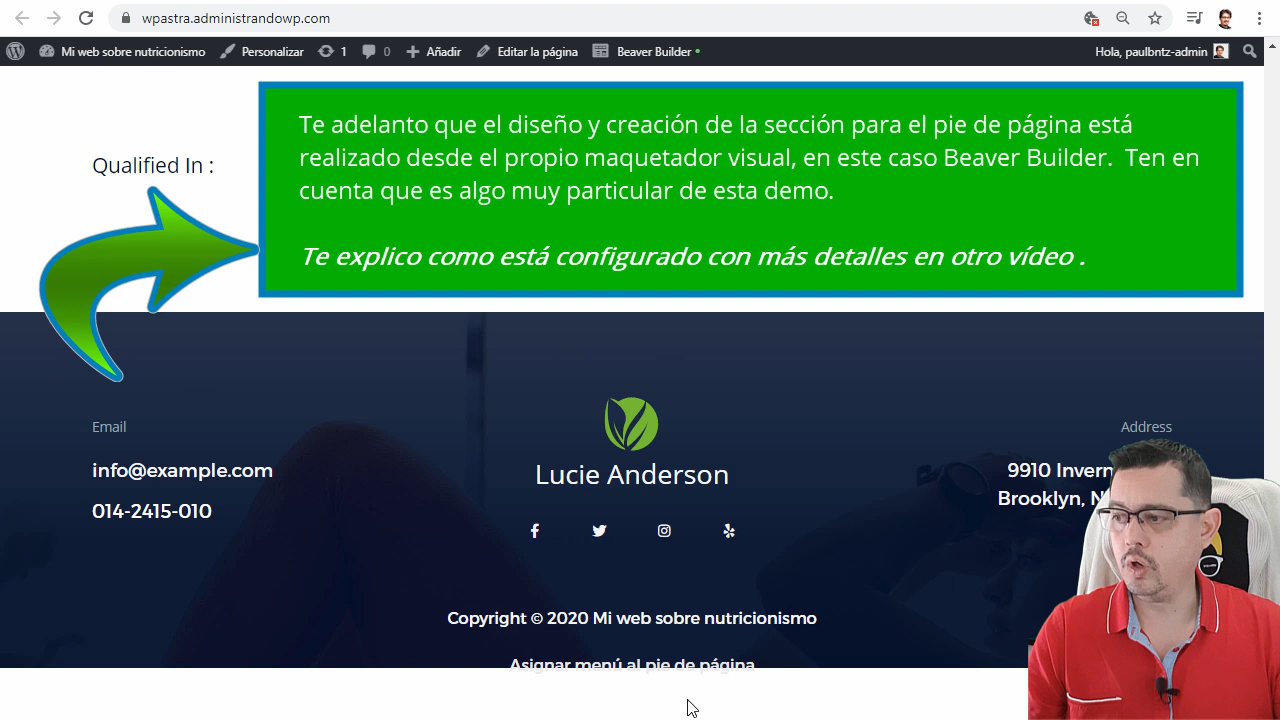 wpastra.administrandowp.com
Mi web sobre nutricionismo Personalizar 1 0 Añadir Editar la página Beaver Builder Hola, paulbntz-admin
Te adelanto que el diseño y creación de la sección para el pie de página está
realizado desde el propio maquetador visual, en este caso Beaver Builder. Ten en
cuenta que es algo muy particular de esta demo.
Te explico como está configurado con más detalles en otro vídeo .
Qualified In :
Email
info@example.com
014-2415-010
Lucie Anderson
Address
9910 Invern
Brooklyn, N
Copyright © 2020 Mi web sobre nutricionismo
Asignar menú al pie de página